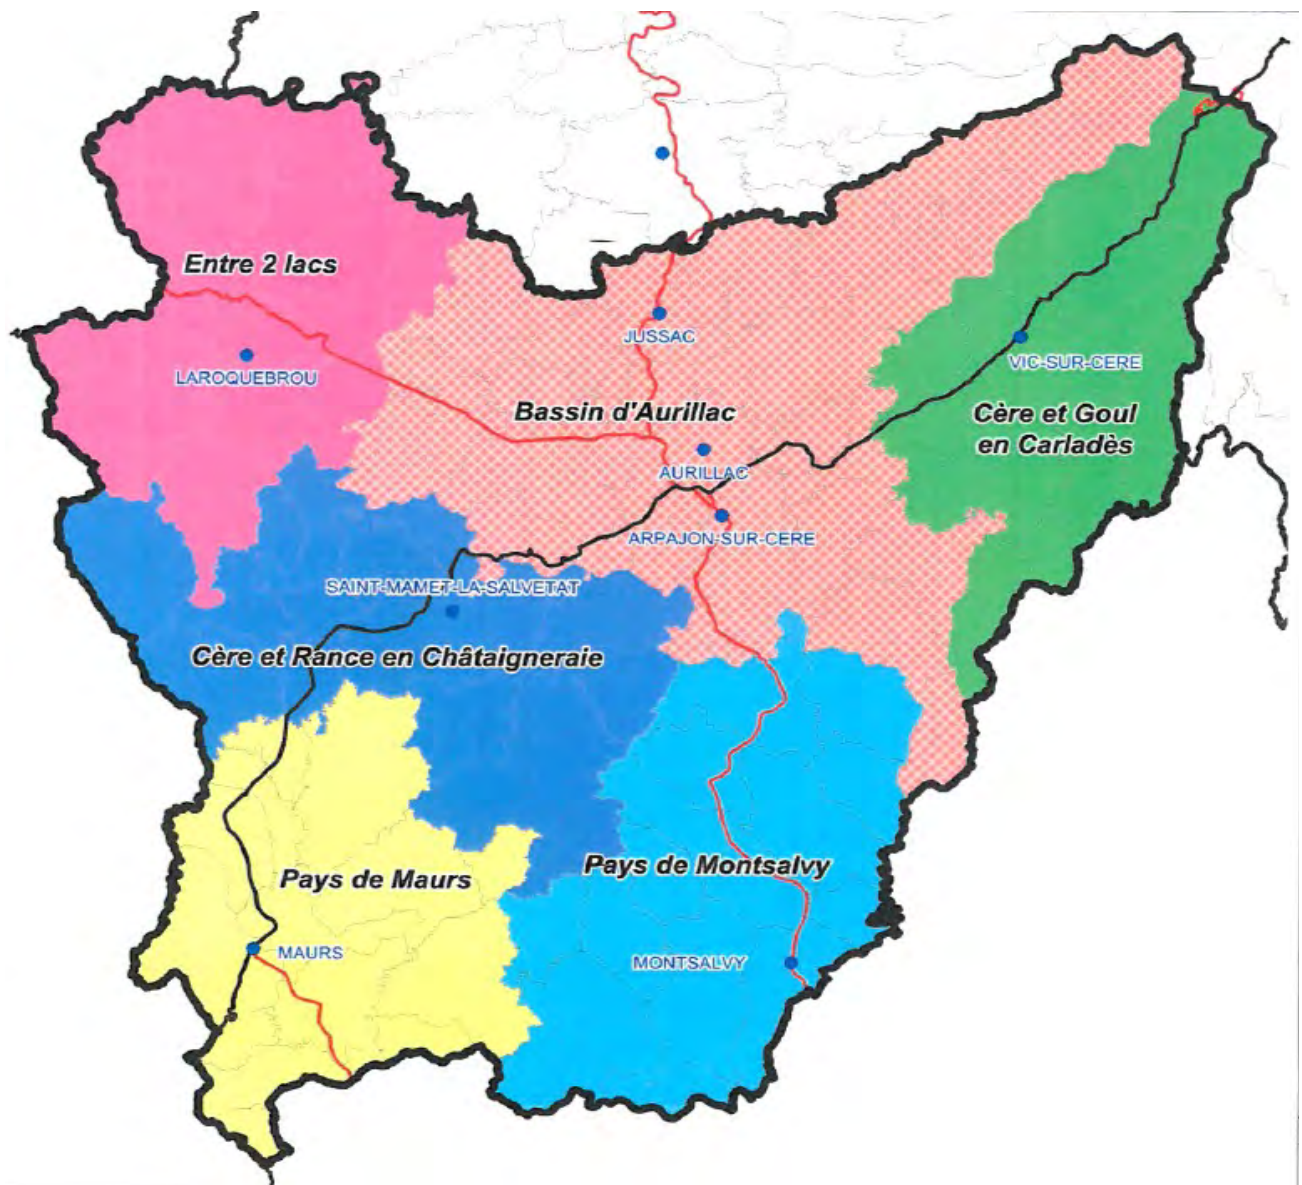 Entre 2 lacs
JUSSAC
VIC-SUR-CERE
LAROQUEBROU
Bassin d'Aurillac
Cère et Goul
en Carladès
AURILLAC
ARPAJON-SUR-CERE
SAINT-MAMET-LA-SALVETAT
Cère et Rance en Châtaigneraie
Pays de Montsalvy
Pays de Maurs
MAURS
MONTSALVY